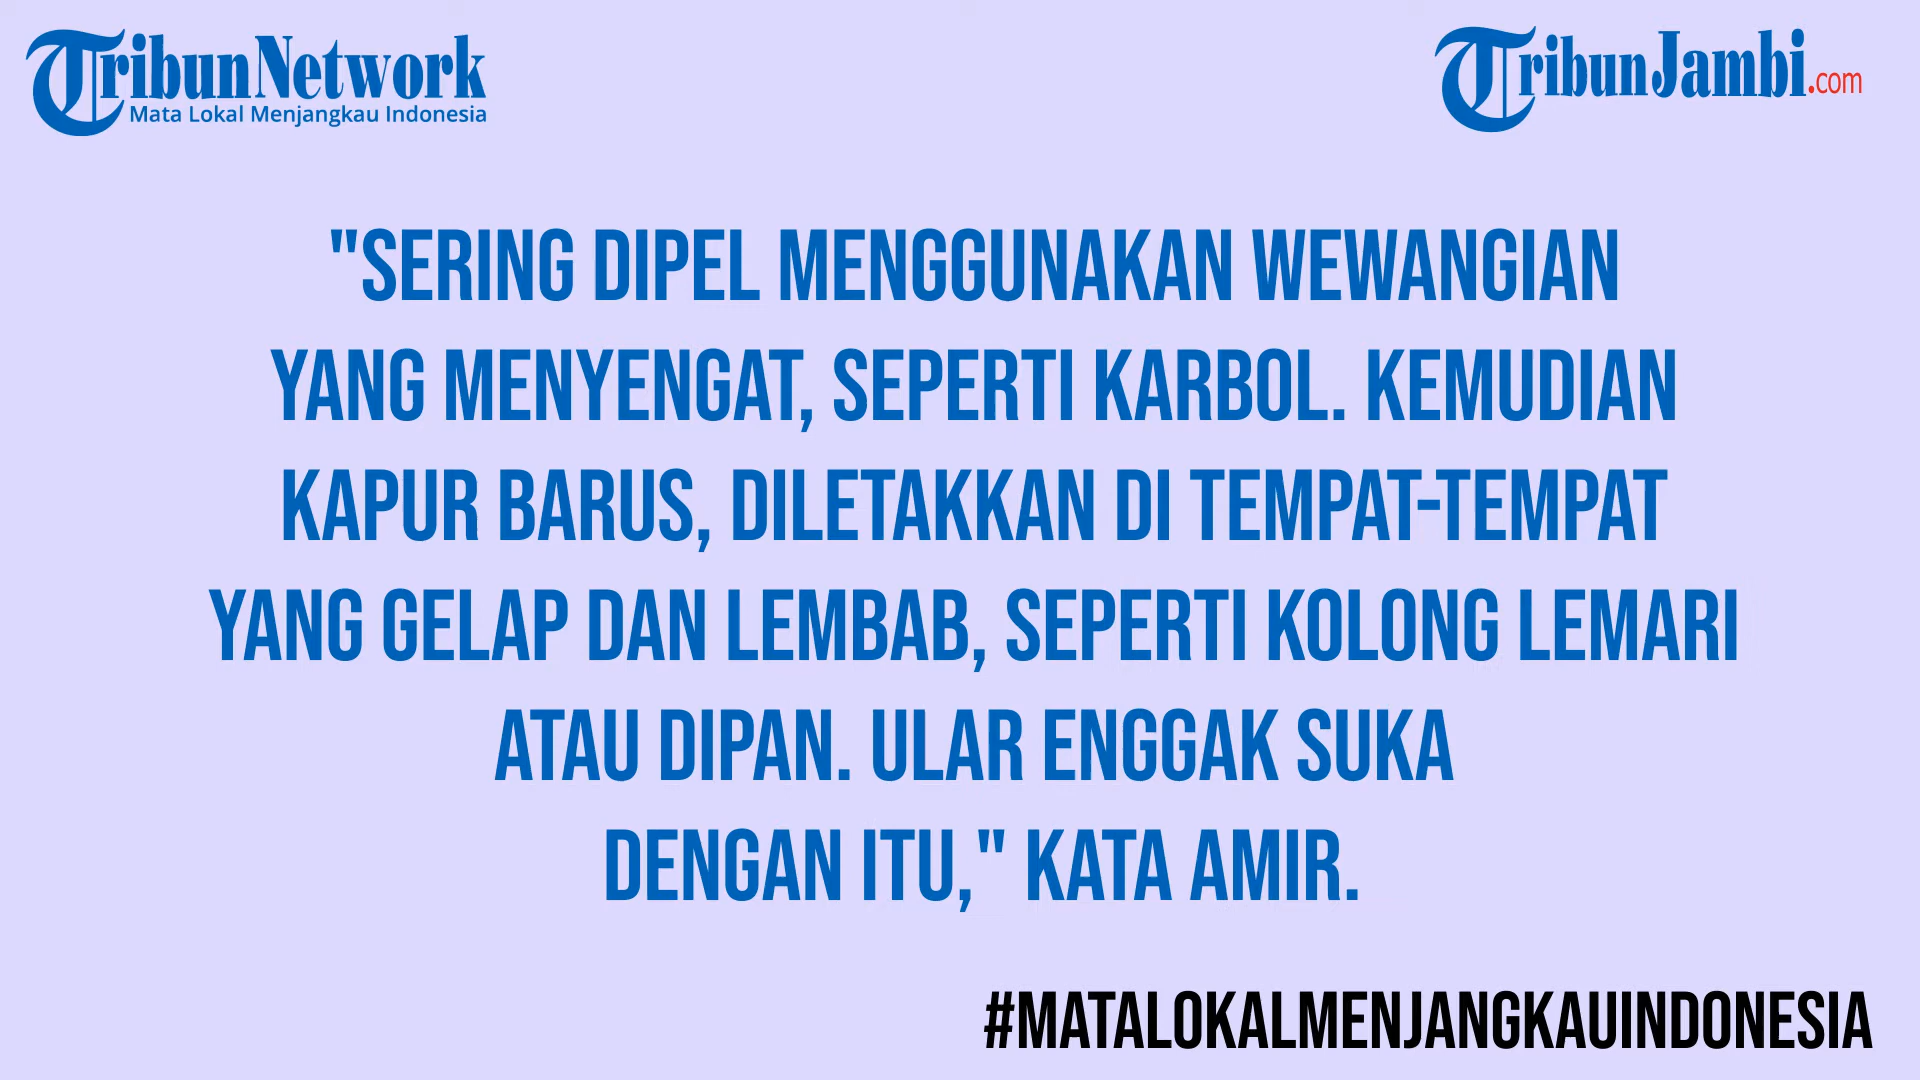 TribunNetwork
Mata Lokal Menjangkau Indonesia
TribunJambi.com
"SERING DIPEL MENGGUNAKAN WEWANGIAN
YANG MENYENGAT, SEPERTI KARBOL. KEMUDIAN
KAPUR BARUS, DILETAKKAN DI TEMPAT-TEMPAT
YANG GELAP DAN LEMBAB, SEPERTI KOLONG LEMARI
ATAU DIPAN. ULAR ENGGAK SUKA
DENGAN ITU," KATA AMIR.
#MATALOKALMENJANGKAUINDONESIA